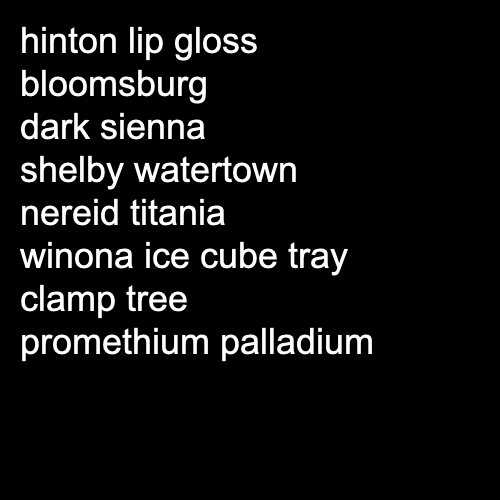 hinton lip gloss
bloomsburg
dark sienna
shelby watertown
nereid titania
winona ice cube tray
clamp tree
promethium palladium